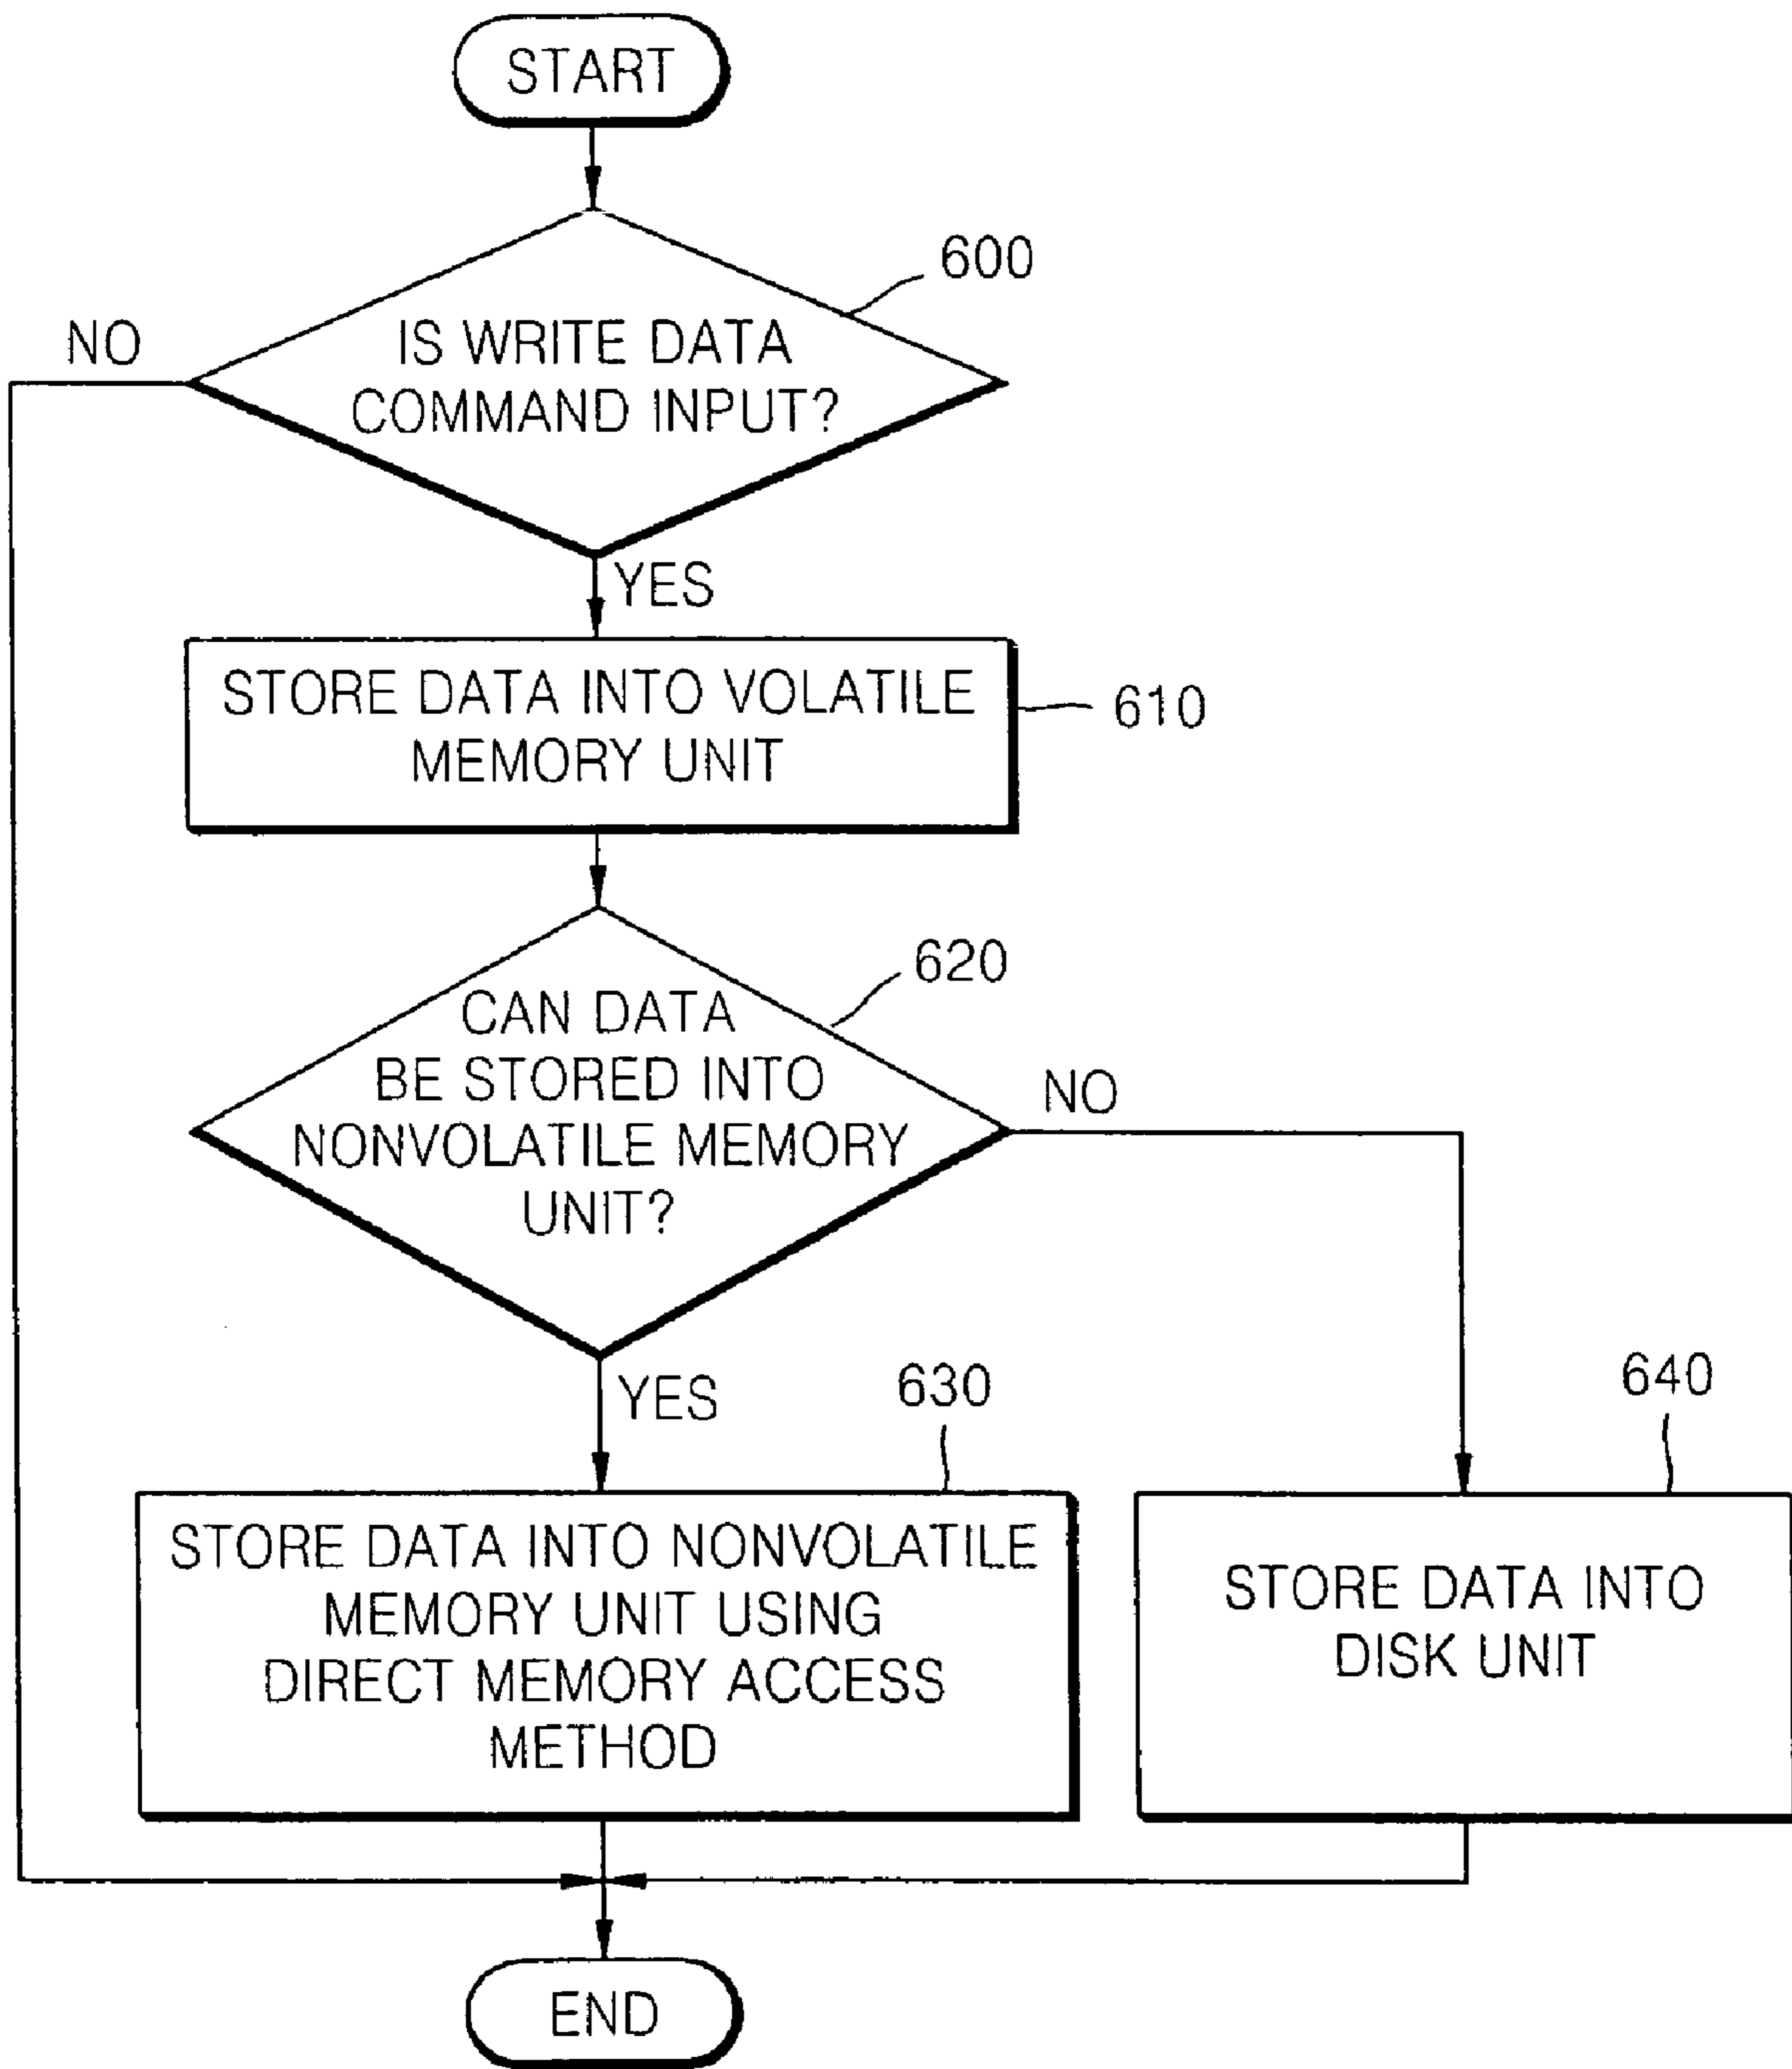 START
600
NO
IS WRITE DATA
COMMAND INPUT?
YES
STORE DATA INTO VOLATILE
MEMORY UNIT
610
620
CAN DATA
BE STORED INTO
NONVOLATILE MEMORY
UNIT?
NO
YES
630
640
STORE DATA INTO NONVOLATILE
MEMORY UNIT USING
DIRECT MEMORY ACCESS
METHOD
STORE DATA INTO
DISK UNIT
END